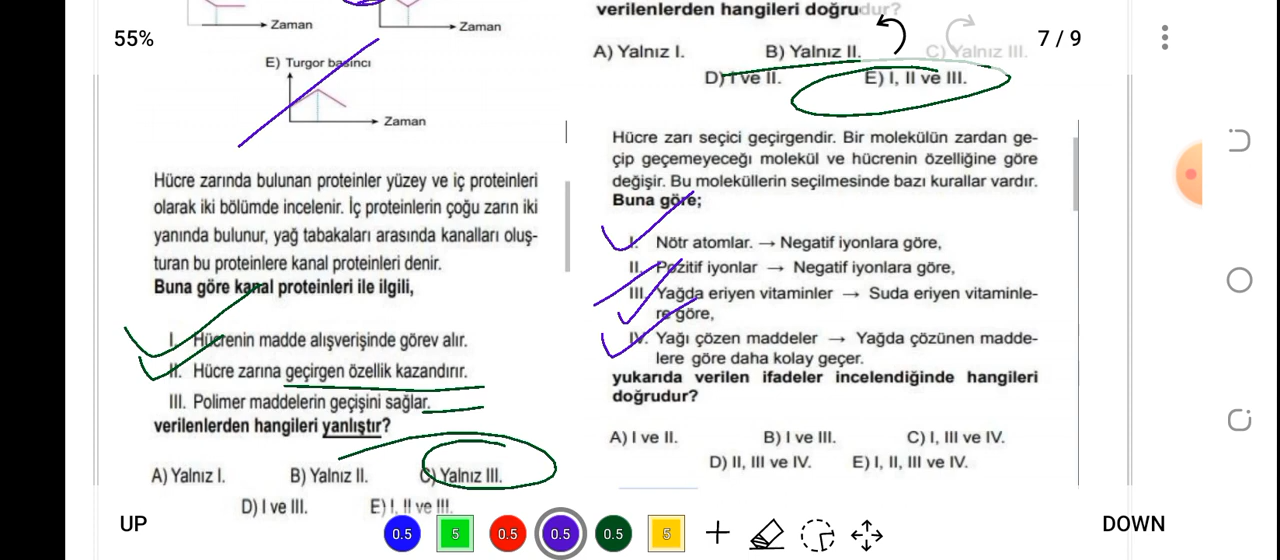 55%
Zaman
Zaman
E) Turgor basıncı
Zaman
Hücre zarında bulunan proteinler yüzey ve iç proteinleri
olarak iki bölümde incelenir. İç proteinlerin çoğu zarın iki
yanında bulunur, yağ tabakaları arasında kanalları oluş-
turan bu proteinlere kanal proteinleri denir.
Buna göre kanal proteinleri ile ilgili,
I. Hücrenin madde alışverişinde görev alır.
II. Hücre zarına geçirgen özellik kazandırır.
III. Polimer maddelerin geçişini sağlar.
verilenlerden hangileri yanlıştır?
A) Yalnız I.
B) Yalnız II.
C) Yalnız III.
D) I ve III.
E) I, II ve III.
verilenlerden hangileri doğrudur?
7 / 9
A) Yalnız I.
B) Yalnız II.
C) Yalnız III.
D) I ve II.
E) I, II ve III.
Hücre zarı seçici geçirgendir. Bir molekülün zardan ge-
çip geçemeyeceği molekül ve hücrenin özelliğine göre
değişir. Bu moleküllerin seçilmesinde bazı kurallar vardır.
Buna göre;
I. Nötr atomlar. → Negatif iyonlara göre,
II. Pozitif iyonlar → Negatif iyonlara göre,
III. Yağda eriyen vitaminler → Suda eriyen vitaminle-
re göre,
IV. Yağı çözen maddeler → Yağda çözünen madde-
lere göre daha kolay geçer.
yukarıda verilen ifadeler incelendiğinde hangileri
doğrudur?
A) I ve II.
B) I ve III.
C) I, III ve IV.
D) II, III ve IV.
E) I, II, III ve IV.
UP
0.5
5
0.5
0.5
0.5
5
DOWN